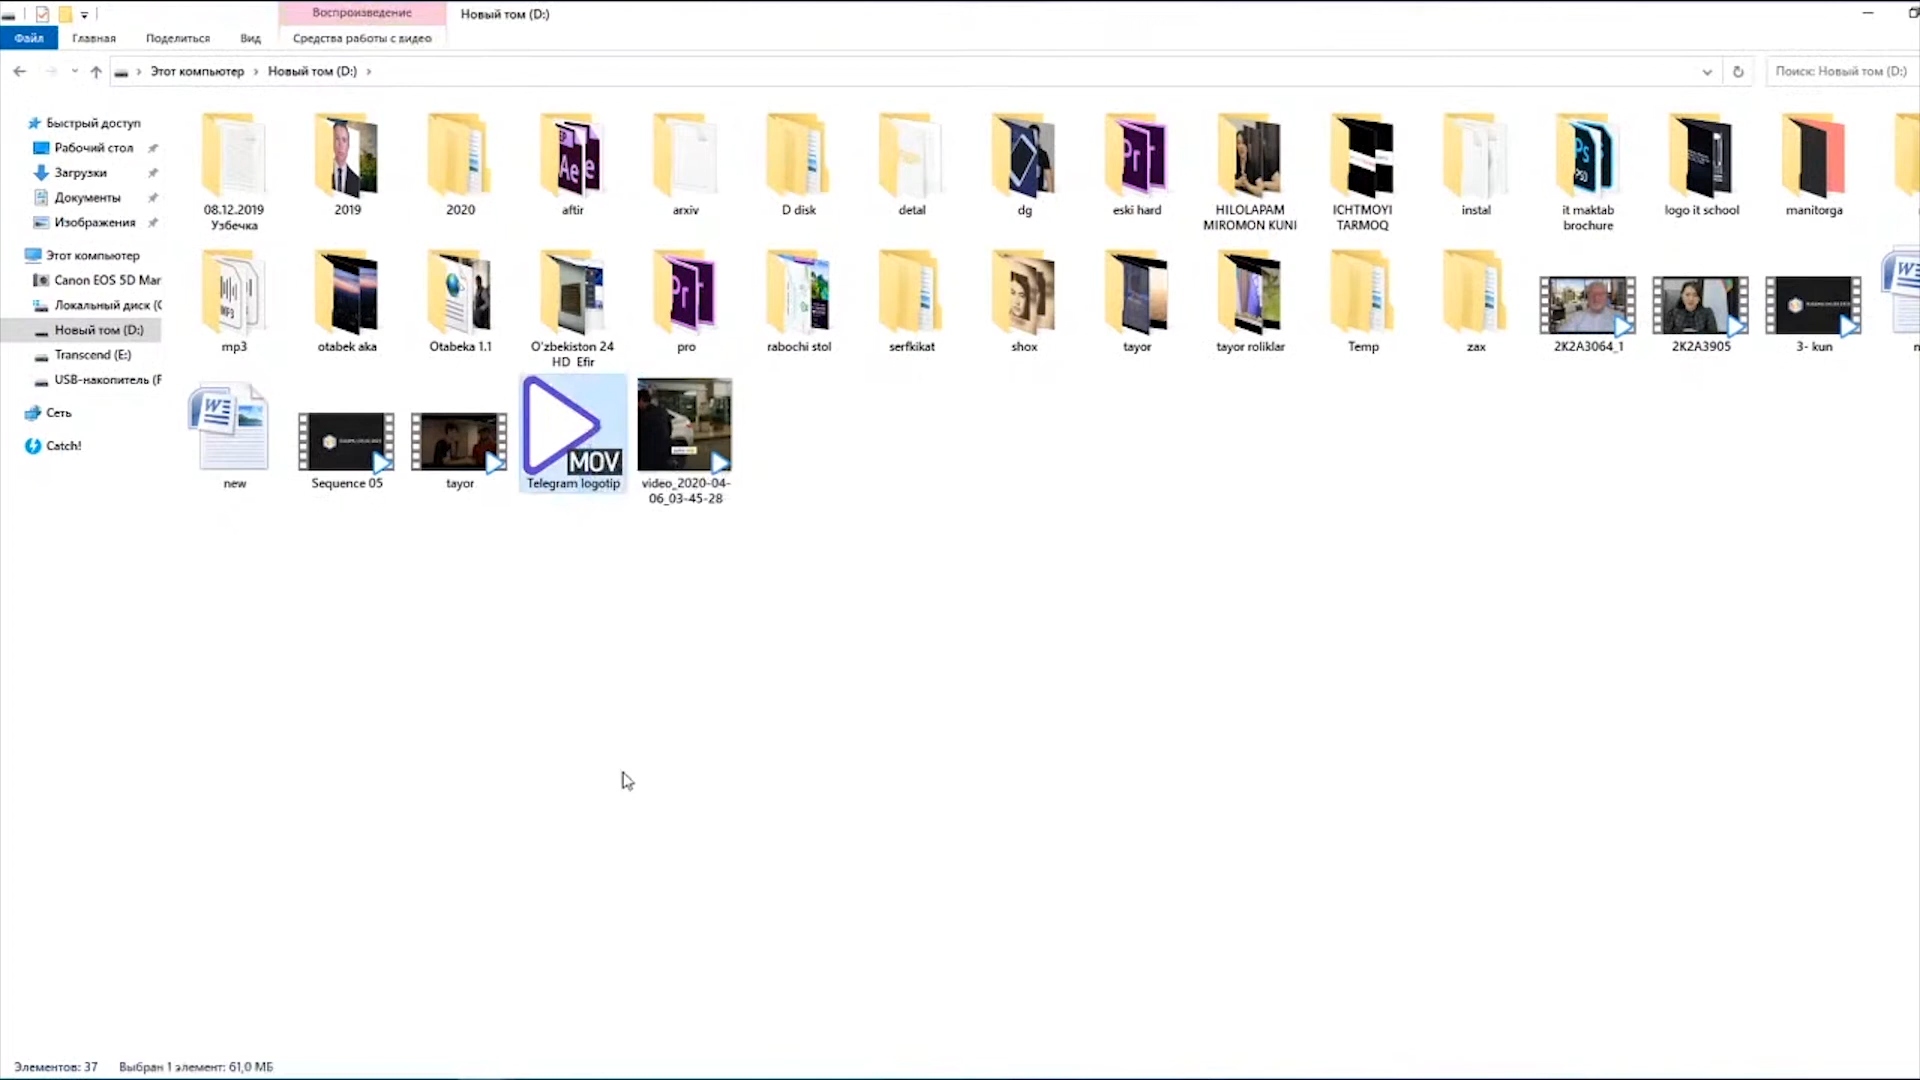 Воспроизведение
Новый том (D:)
Файл
Главная
Поделиться
Вид
Средства работы с видео
Этот компьютер
Новый том (D:)
Поиск: Новый том (D:)
Быстрый доступ
Рабочий стол
Загрузки
Документы
Изображения
Этот компьютер
Canon EOS 5D Mar
Локальный диск (C
Новый том (D:)
Transcend (E:)
USB-накопитель (F
Сеть
Catch!
08.12.2019
Узбечка
2019
2020
aftir
arxiv
D disk
detal
dg
eski hard
HILOLAPAM
MIROMON KUNI
ICHTMOYI
TARMOQ
instal
it maktab
brochure
logo it school
manitorga
mp3
otabek aka
Otabeka 1.1
O'zbekiston 24
HD Efir
pro
rabochi stol
serfkikat
shox
tayor
tayor roliklar
Temp
zax
2K2A3064_1
2K2A3905
3- kun
new
Sequence 05
tayor
MOV
Telegram logotip
video_2020-04-
06_03-45-28
Элементов: 37
Выбран 1 элемент: 61,0 МБ